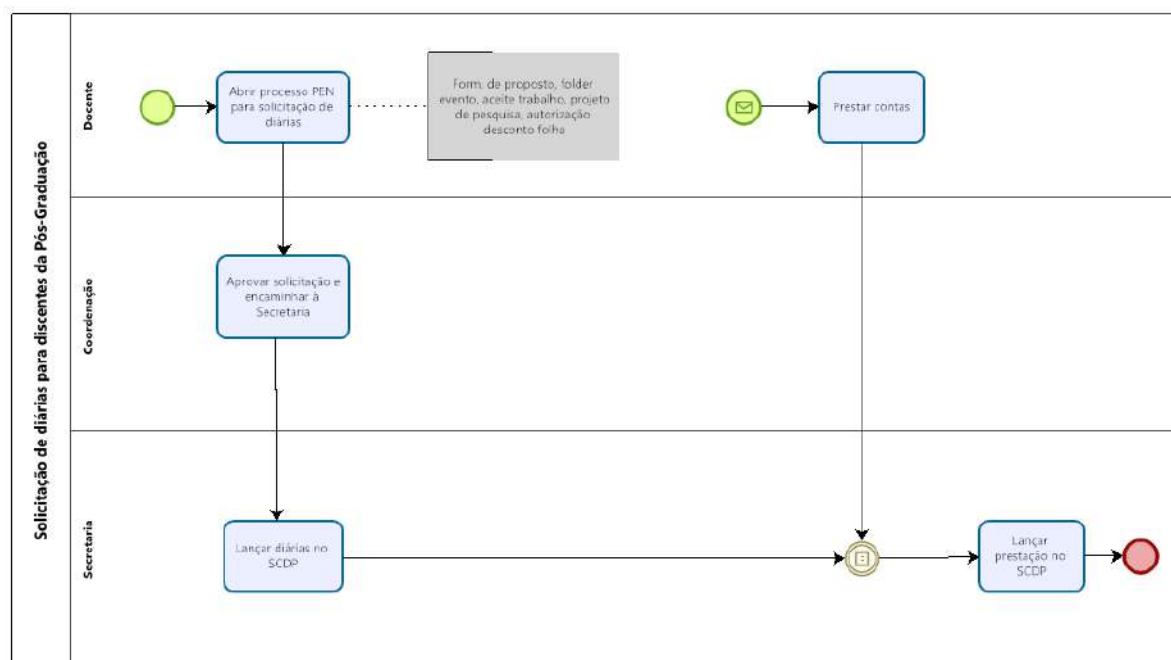 Solicitação de diárias para discentes da Pós-Graduação
Docente
Abrir processo PEN
para solicitação de
diárias
Form. de proposto, folder
evento, aceite trabalho, projeto
de pesquisa, autorização
desconto folha
Prestar contas
Coordenação
Aprovar solicitação e
encaminhar à
Secretaria
Secretaria
Lançar diárias no
SCDP
Lançar
prestação no
SCDP